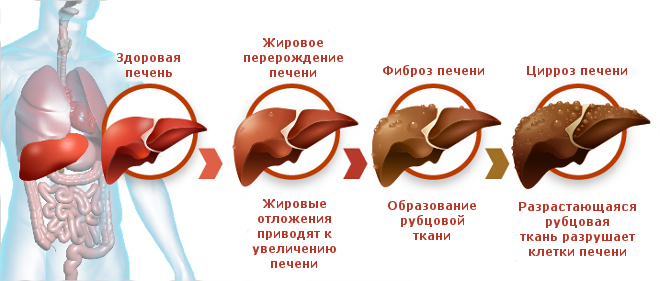 Здоровая
печень
Жировое
перерождение
печени
Фиброз печени
Цирроз печени
Жировые
отложения
приводят к
увеличению
печени
Образование
рубцовой
ткани
Разрастающаяся
рубцовая
ткань разрушает
клетки печени